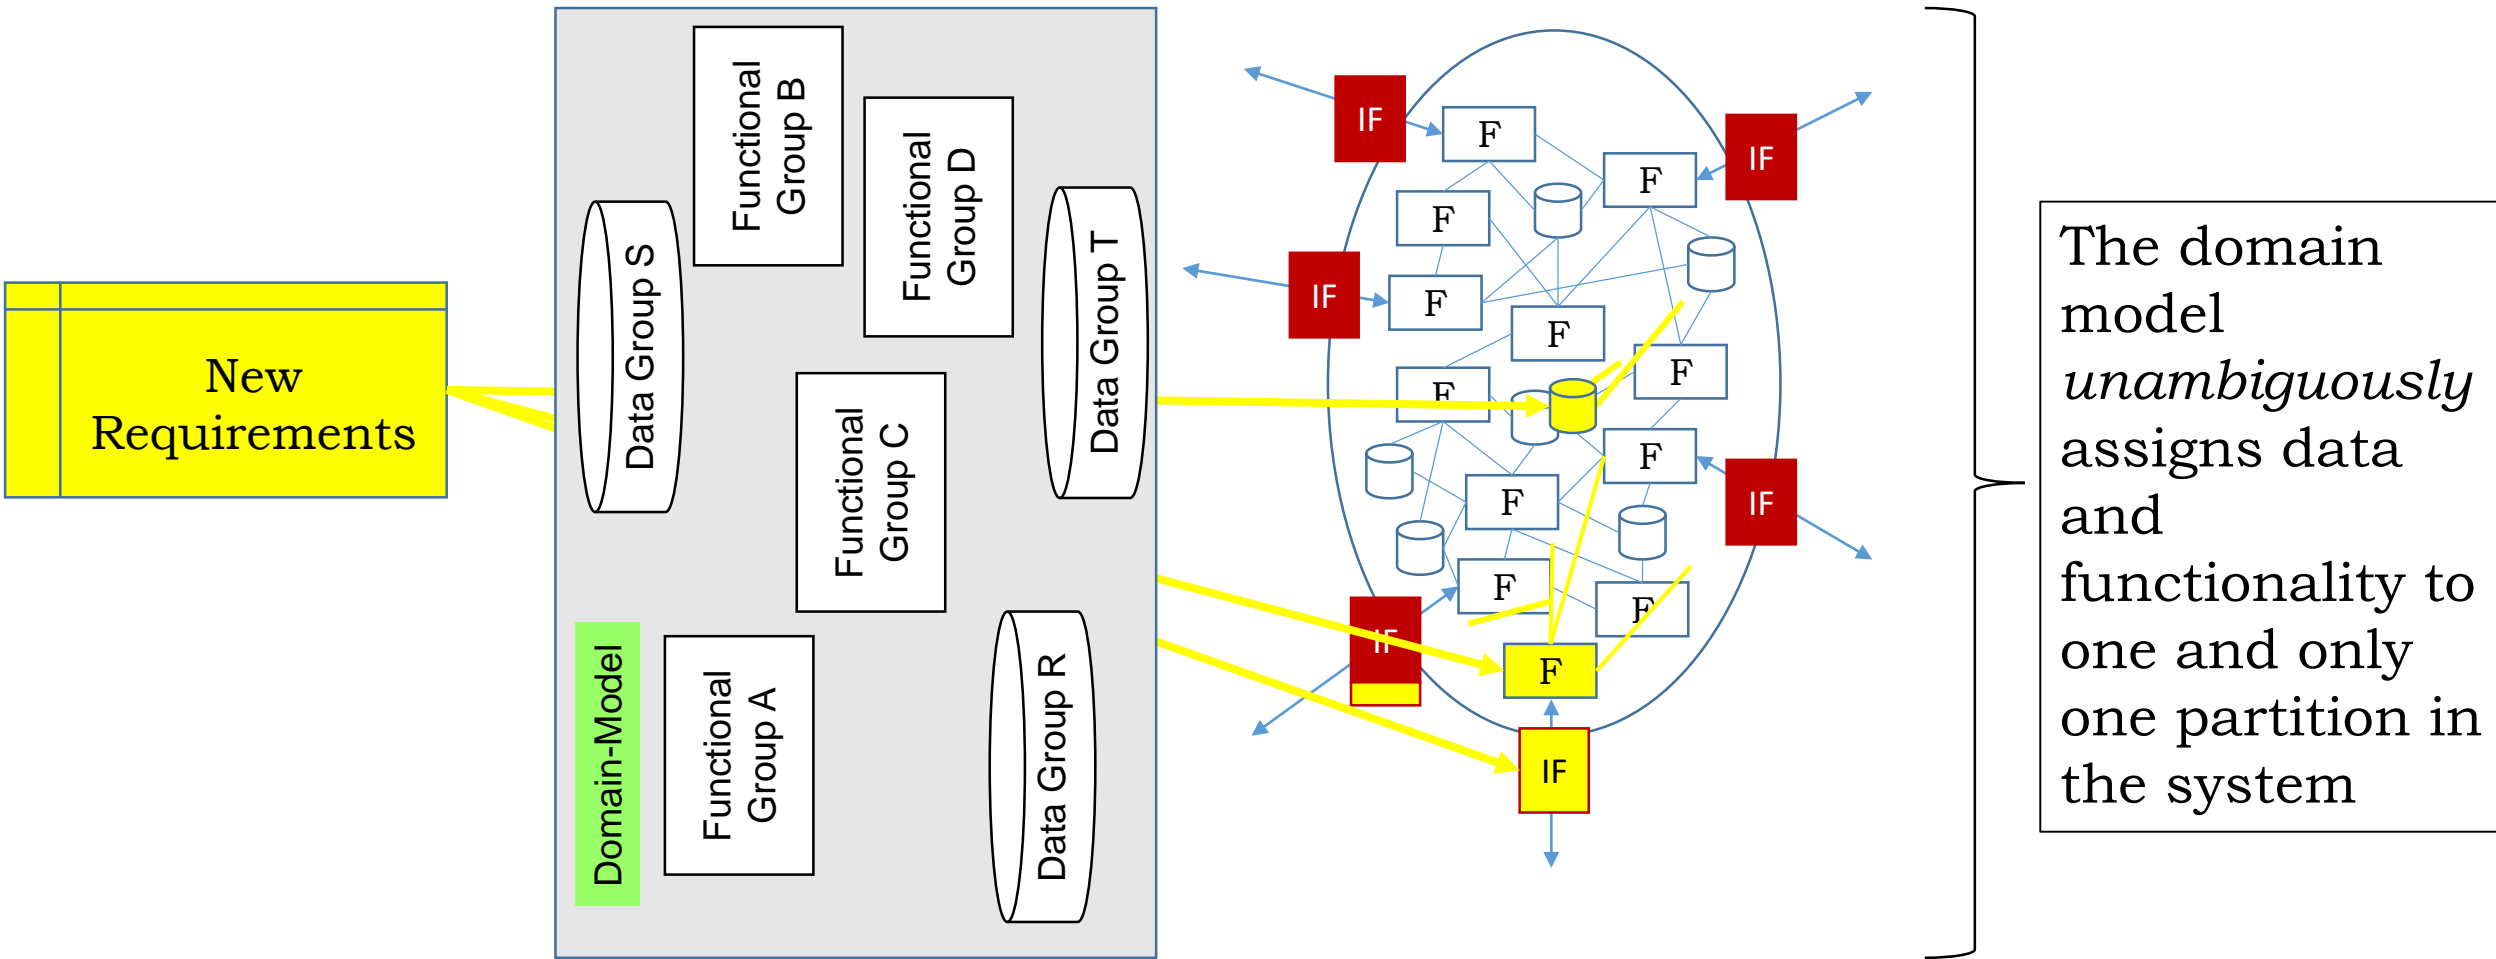 New
Requirements
Domain-Model
Data Group S
Functional
Group B
Functional
Group D
Data Group T
Functional
Group C
Functional
Group A
Data Group R
IF
F
IF
F
F
IF
F
F
F
F
F
IF
F
F
F
IF
F
F
IF
The domain
model
unambiguously
assigns data
and
functionality to
one and only
one partition in
the system